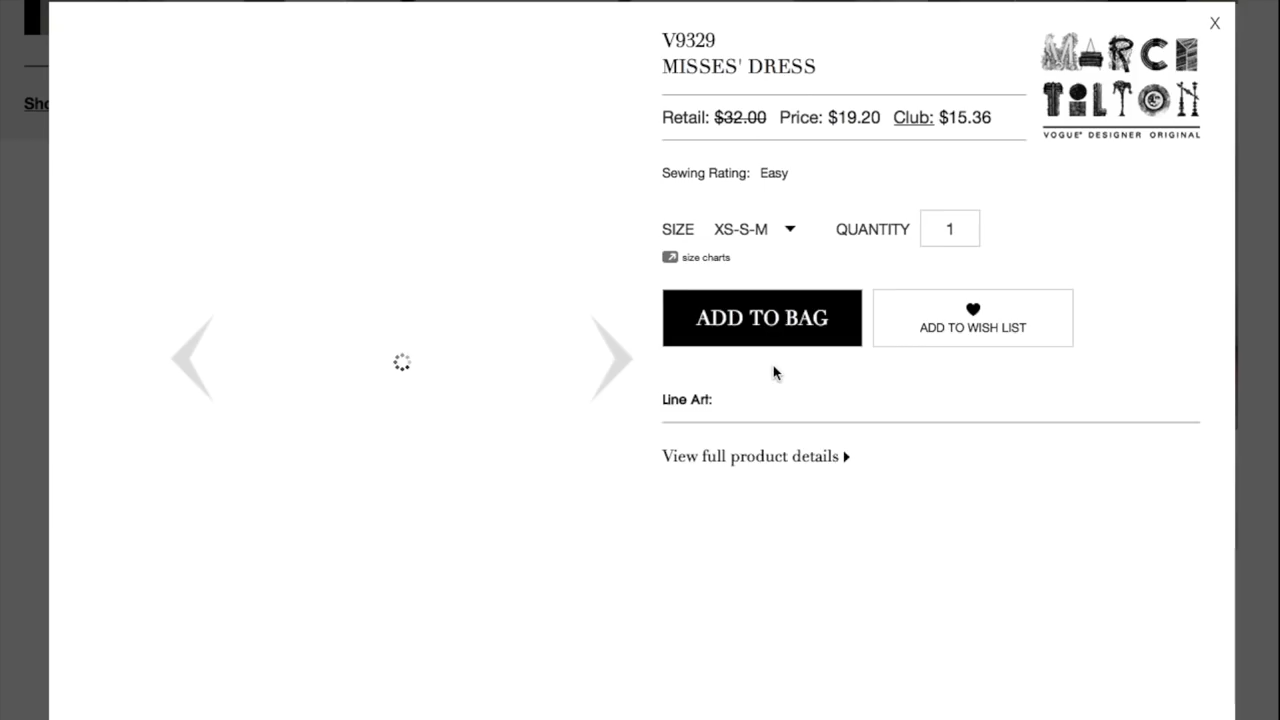 X
V9329
MISSES' DRESS
MARCY
TILTON
VOGUE® DESIGNER ORIGINAL
Retail: $32.00 Price: $19.20 Club: $15.36
Sewing Rating: Easy
SIZE XS-S-M QUANTITY 1
size charts
ADD TO BAG
ADD TO WISH LIST
Line Art:
View full product details
Sho